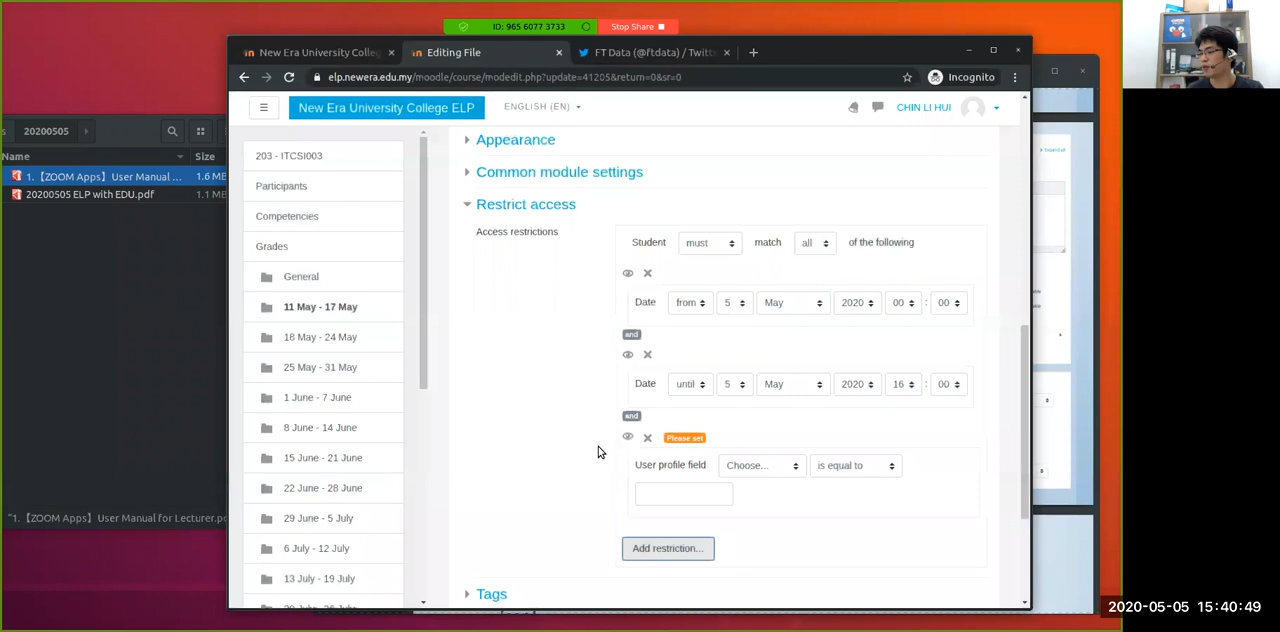 ID: 965 6077 3733 Stop Share
New Era University Colle
Editing File
FT Data (@ftdata) / Twitt
elp.newera.edu.my/moodle/course/modedit.php?update=41205&return=0&sr=0
Incognito
New Era University College ELP
ENGLISH (EN)
CHIN LI HUI
20200505
Name Size
1.【ZOOM Apps】User Manual ... 1.6 MB
20200505 ELP with EDU.pdf 1.1 MB
"1.【ZOOM Apps】User Manual for Lecturer.pd
203 - ITCSI003
Participants
Competencies
Grades
General
11 May - 17 May
18 May - 24 May
25 May - 31 May
1 June - 7 June
8 June - 14 June
15 June - 21 June
22 June - 28 June
29 June - 5 July
6 July - 12 July
13 July - 19 July
Appearance
Common module settings
Restrict access
Access restrictions
Student must match all of the following
Date from 5 May 2020 00 : 00
and
Date until 5 May 2020 16 : 00
and
Please set
User profile field Choose... is equal to
Add restriction...
Tags
2020-05-05 15:40:49